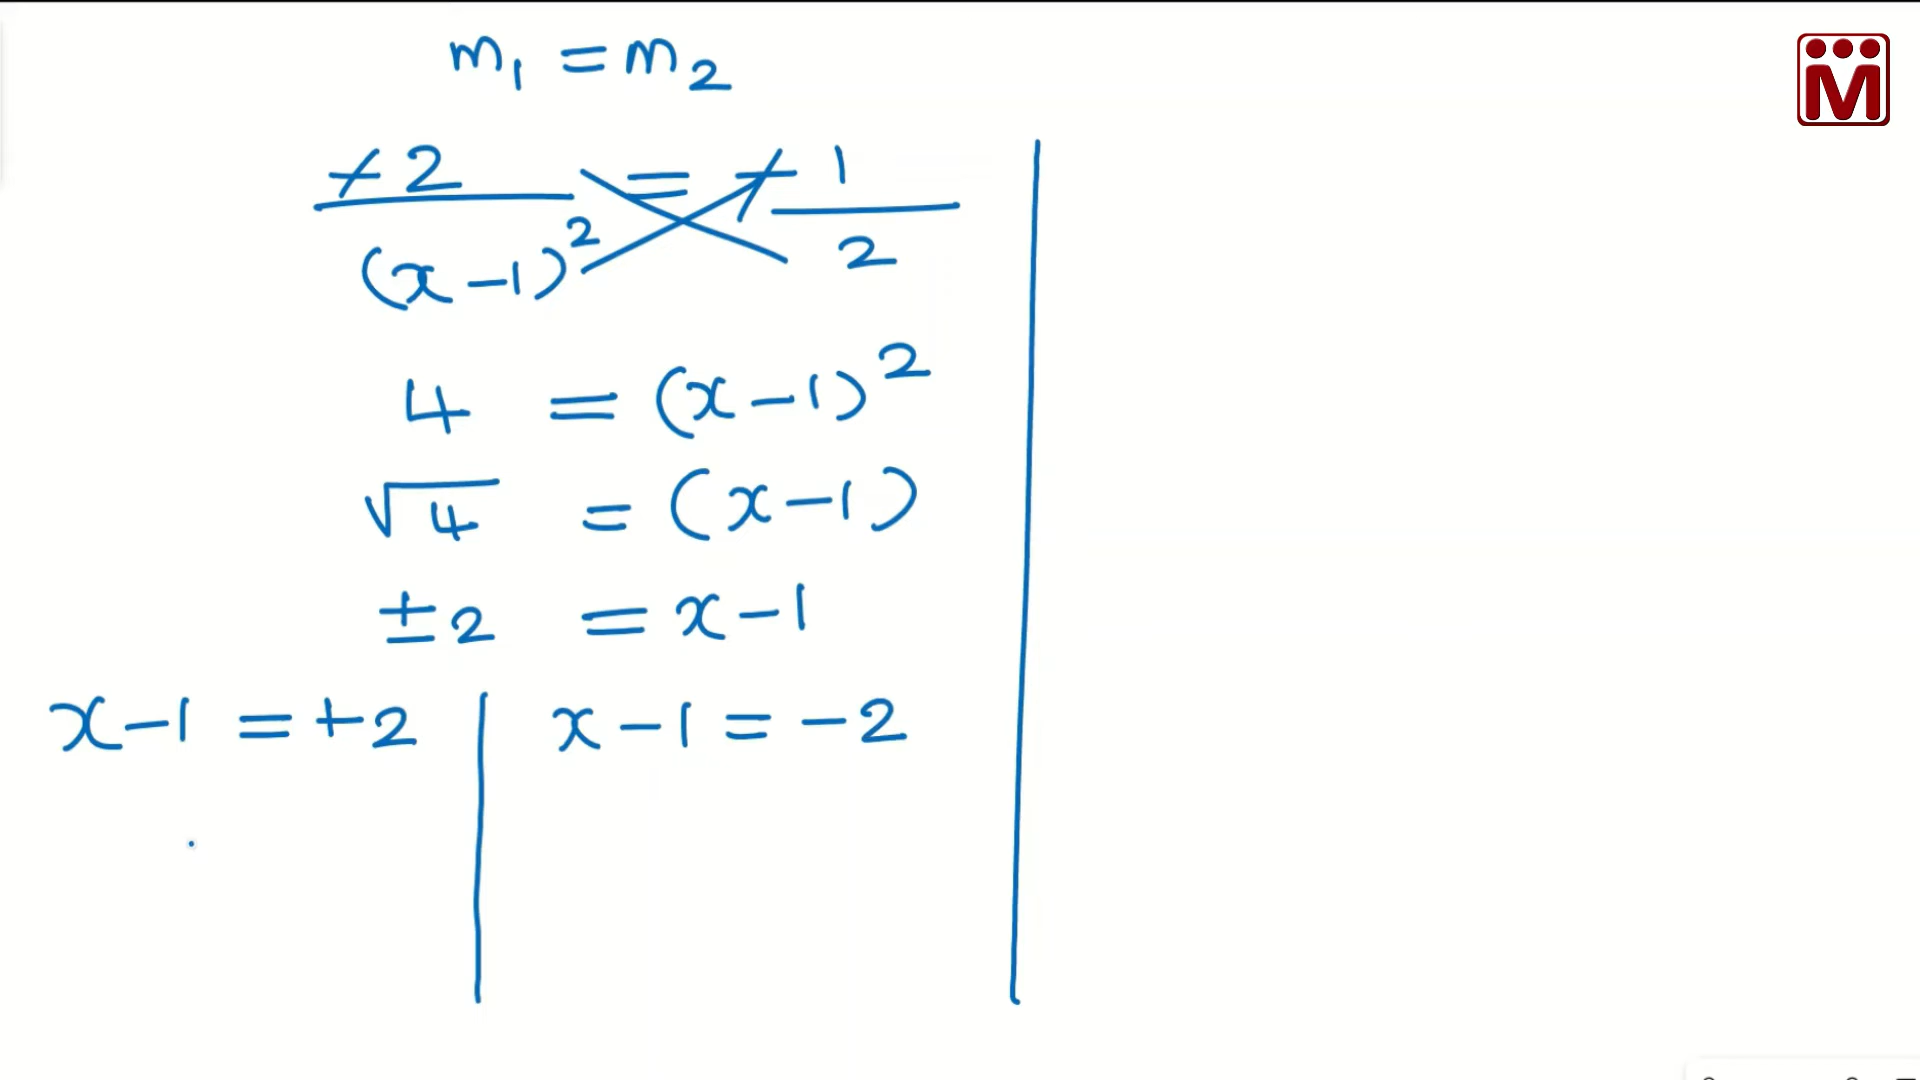 m₁ = m₂
-2/(x-1)² = -1/2
4 = (x-1)²
√4 = (x-1)
±2 = x-1
x-1 = +2 | x-1 = -2
M